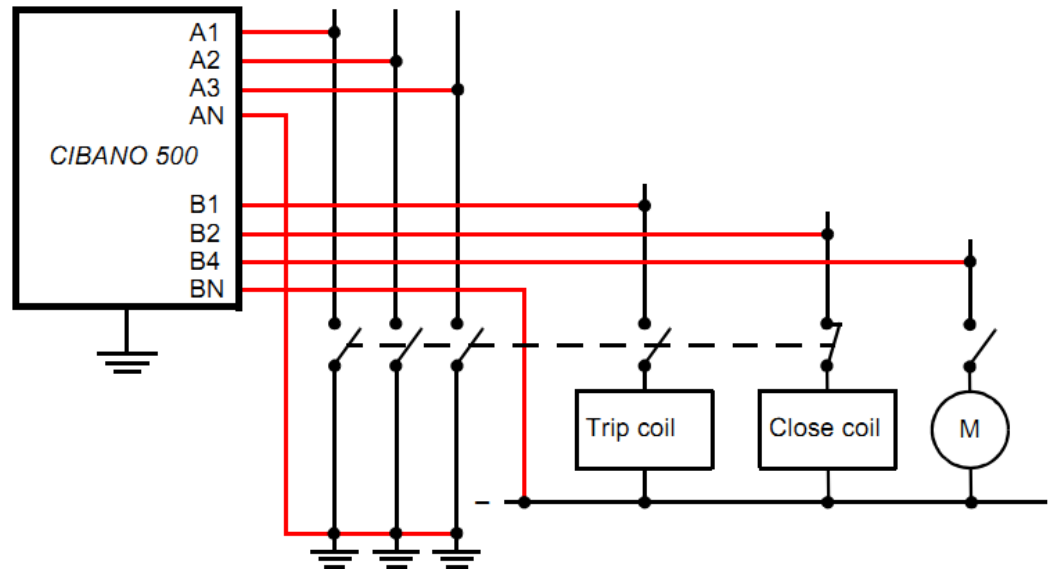 A1
A2
A3
AN
CIBANO 500
B1
B2
B4
BN
Trip coil
Close coil
M
–